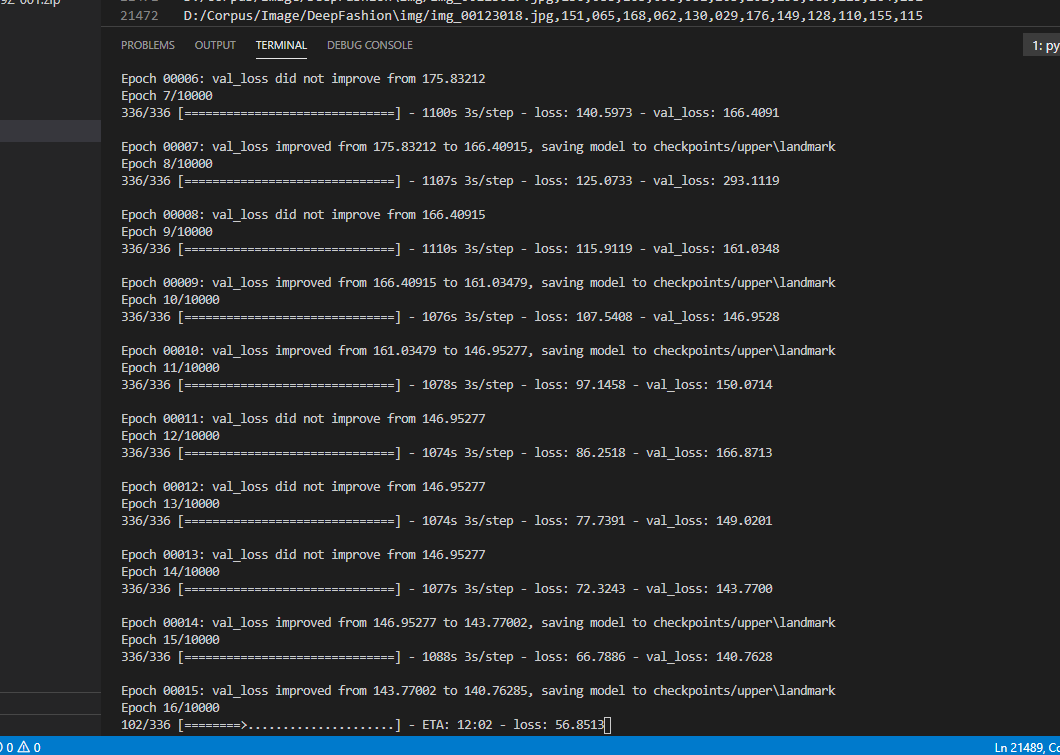 21472 D:/Corpus/Image/DeepFashion\img/img_00123018.jpg,151,065,168,062,130,029,176,149,128,110,155,115
PROBLEMS OUTPUT TERMINAL DEBUG CONSOLE 1: py
Epoch 00006: val_loss did not improve from 175.83212
Epoch 7/10000
336/336 [==============================] - 1100s 3s/step - loss: 140.5973 - val_loss: 166.4091
Epoch 00007: val_loss improved from 175.83212 to 166.40915, saving model to checkpoints/upper\landmark
Epoch 8/10000
336/336 [==============================] - 1107s 3s/step - loss: 125.0733 - val_loss: 293.1119
Epoch 00008: val_loss did not improve from 166.40915
Epoch 9/10000
336/336 [==============================] - 1110s 3s/step - loss: 115.9119 - val_loss: 161.0348
Epoch 00009: val_loss improved from 166.40915 to 161.03479, saving model to checkpoints/upper\landmark
Epoch 10/10000
336/336 [==============================] - 1076s 3s/step - loss: 107.5408 - val_loss: 146.9528
Epoch 00010: val_loss improved from 161.03479 to 146.95277, saving model to checkpoints/upper\landmark
Epoch 11/10000
336/336 [==============================] - 1078s 3s/step - loss: 97.1458 - val_loss: 150.0714
Epoch 00011: val_loss did not improve from 146.95277
Epoch 12/10000
336/336 [==============================] - 1074s 3s/step - loss: 86.2518 - val_loss: 166.8713
Epoch 00012: val_loss did not improve from 146.95277
Epoch 13/10000
336/336 [==============================] - 1074s 3s/step - loss: 77.7391 - val_loss: 149.0201
Epoch 00013: val_loss did not improve from 146.95277
Epoch 14/10000
336/336 [==============================] - 1077s 3s/step - loss: 72.3243 - val_loss: 143.7700
Epoch 00014: val_loss improved from 146.95277 to 143.77002, saving model to checkpoints/upper\landmark
Epoch 15/10000
336/336 [==============================] - 1088s 3s/step - loss: 66.7886 - val_loss: 140.7628
Epoch 00015: val_loss improved from 143.77002 to 140.76285, saving model to checkpoints/upper\landmark
Epoch 16/10000
102/336 [========>.....................] - ETA: 12:02 - loss: 56.8513
0 0 Ln 21489, Co